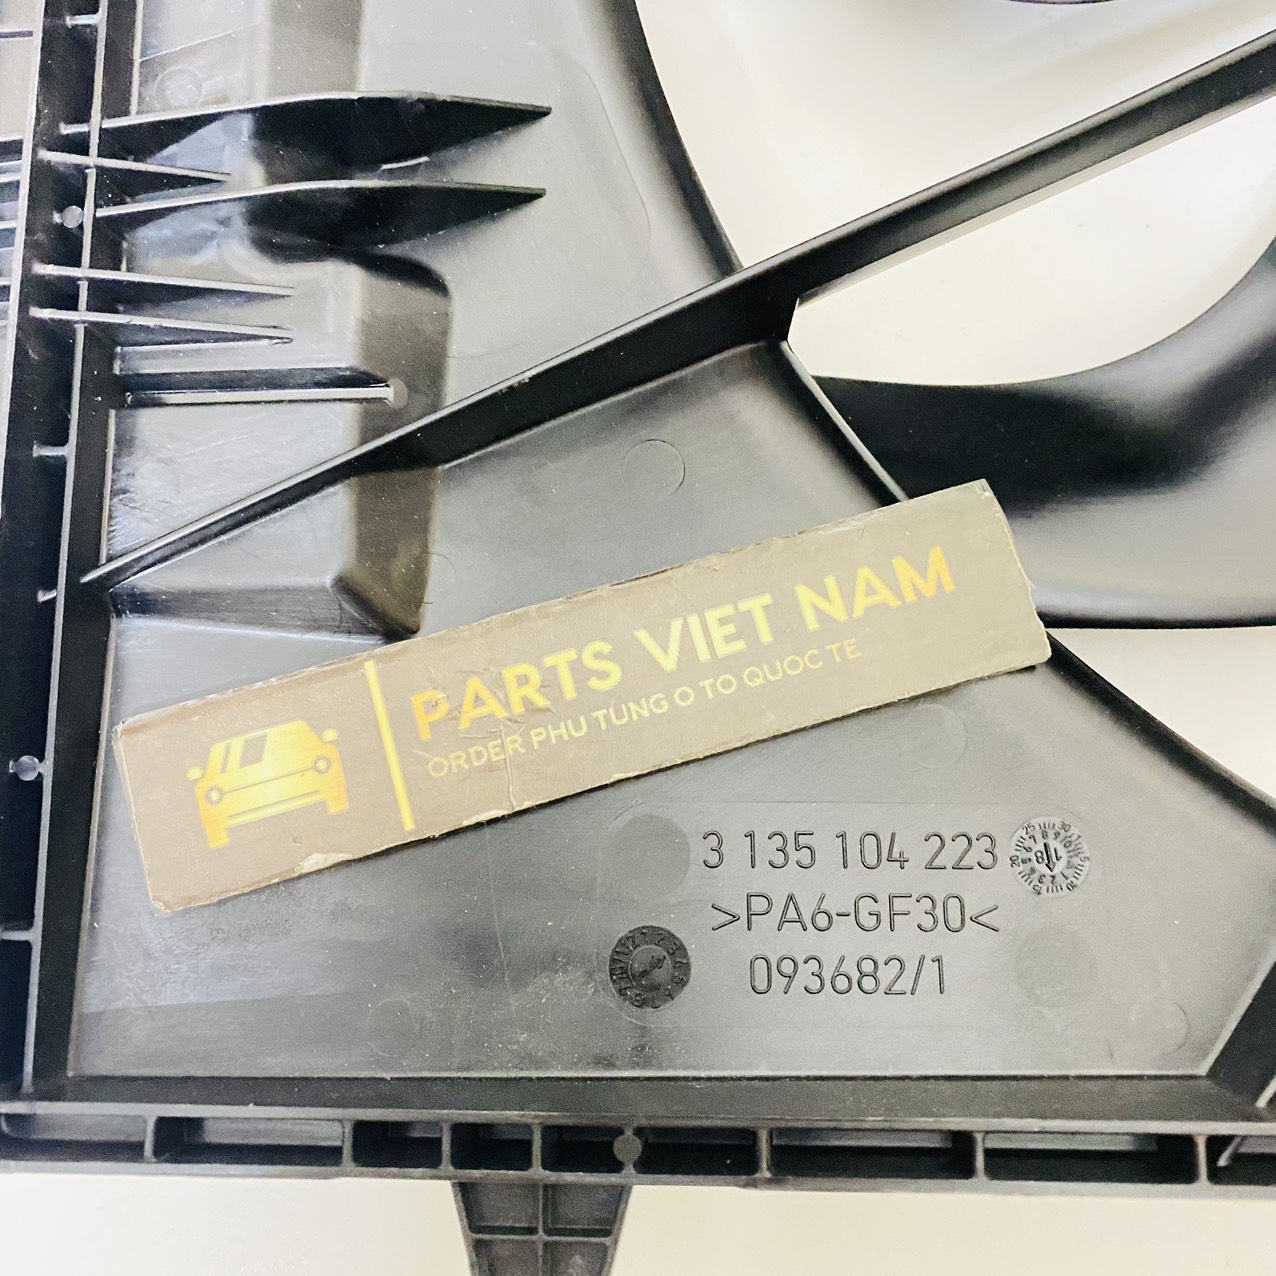 PARTS VIET NAM
ORDER PHU TUNG O TO QUOC TE
3 135 104 223
>PA6-GF30<
093682/1